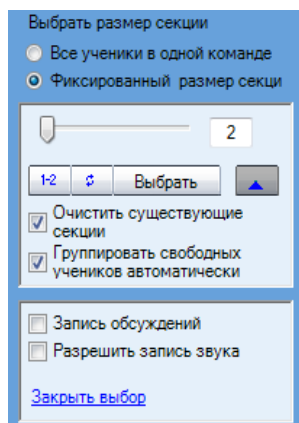 Выбрать размер секции
Все ученики в одной команде
Фиксированный размер секци
2
1-2 Выбрать
Очистить существующие
секции
Группировать свободных
учеников автоматически
Запись обсуждений
Разрешить запись звука
Закрыть выбор